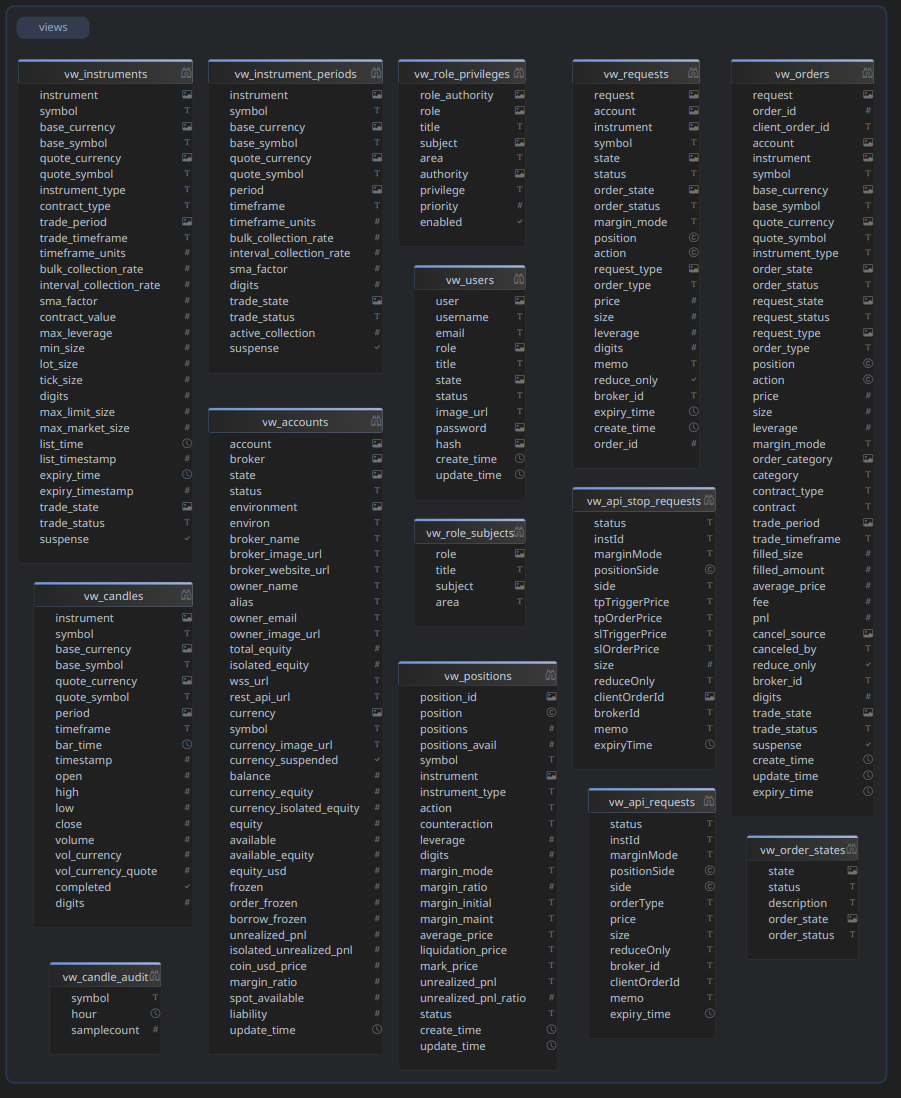 views
vw_instruments
instrument
symbol
base_currency
base_symbol
quote_currency
quote_symbol
instrument_type
contract_type
trade_period
trade_timeframe
timeframe_units
bulk_collection_rate
interval_collection_rate
sma_factor
contract_value
max_leverage
min_size
lot_size
tick_size
digits
max_limit_size
max_market_size
list_time
list_timestamp
expiry_time
expiry_timestamp
trade_state
trade_status
suspense
vw_candles
instrument
symbol
base_currency
base_symbol
quote_currency
quote_symbol
period
timeframe
bar_time
timestamp
open
high
low
close
volume
vol_currency
vol_currency_quote
completed
digits
vw_candle_audit
symbol
hour
samplecount
vw_instrument_periods
instrument
symbol
base_currency
base_symbol
quote_currency
quote_symbol
period
timeframe
timeframe_units
bulk_collection_rate
interval_collection_rate
sma_factor
digits
trade_state
trade_status
active_collection
suspense
vw_accounts
account
broker
state
status
environment
environ
broker_name
broker_image_url
broker_website_url
owner_name
alias
owner_email
owner_image_url
total_equity
isolated_equity
wss_url
rest_api_url
currency
symbol
currency_image_url
currency_suspended
balance
currency_equity
currency_isolated_equity
equity
available
available_equity
equity_usd
frozen
order_frozen
borrow_frozen
unrealized_pnl
isolated_unrealized_pnl
coin_usd_price
margin_ratio
spot_available
liability
update_time
vw_role_privileges
role_authority
role
title
subject
area
authority
privilege
priority
enabled
vw_users
user
username
email
role
title
state
status
image_url
password
hash
create_time
update_time
vw_role_subjects
role
title
subject
area
vw_positions
position_id
position
positions
positions_avail
symbol
instrument
instrument_type
action
counteraction
leverage
digits
margin_mode
margin_ratio
margin_initial
margin_maint
average_price
liquidation_price
mark_price
unrealized_pnl
unrealized_pnl_ratio
status
create_time
update_time
vw_requests
request
account
instrument
symbol
state
status
order_state
order_status
margin_mode
position
action
request_type
order_type
price
size
leverage
digits
memo
reduce_only
broker_id
expiry_time
create_time
order_id
vw_api_stop_requests
status
instId
marginMode
positionSide
side
tpTriggerPrice
tpOrderPrice
slTriggerPrice
slOrderPrice
size
reduceOnly
clientOrderId
brokerId
memo
expiryTime
vw_api_requests
status
instId
marginMode
positionSide
side
orderType
price
size
reduceOnly
broker_id
clientOrderId
memo
expiry_time
vw_orders
request
order_id
client_order_id
account
instrument
symbol
base_currency
base_symbol
quote_currency
quote_symbol
instrument_type
order_state
order_status
request_state
request_status
request_type
order_type
position
action
price
size
leverage
margin_mode
order_category
category
contract_type
contract
trade_period
trade_timeframe
filled_size
filled_amount
average_price
fee
pnl
cancel_source
canceled_by
reduce_only
broker_id
digits
trade_state
trade_status
suspense
create_time
update_time
expiry_time
vw_order_states
state
status
description
order_state
order_status